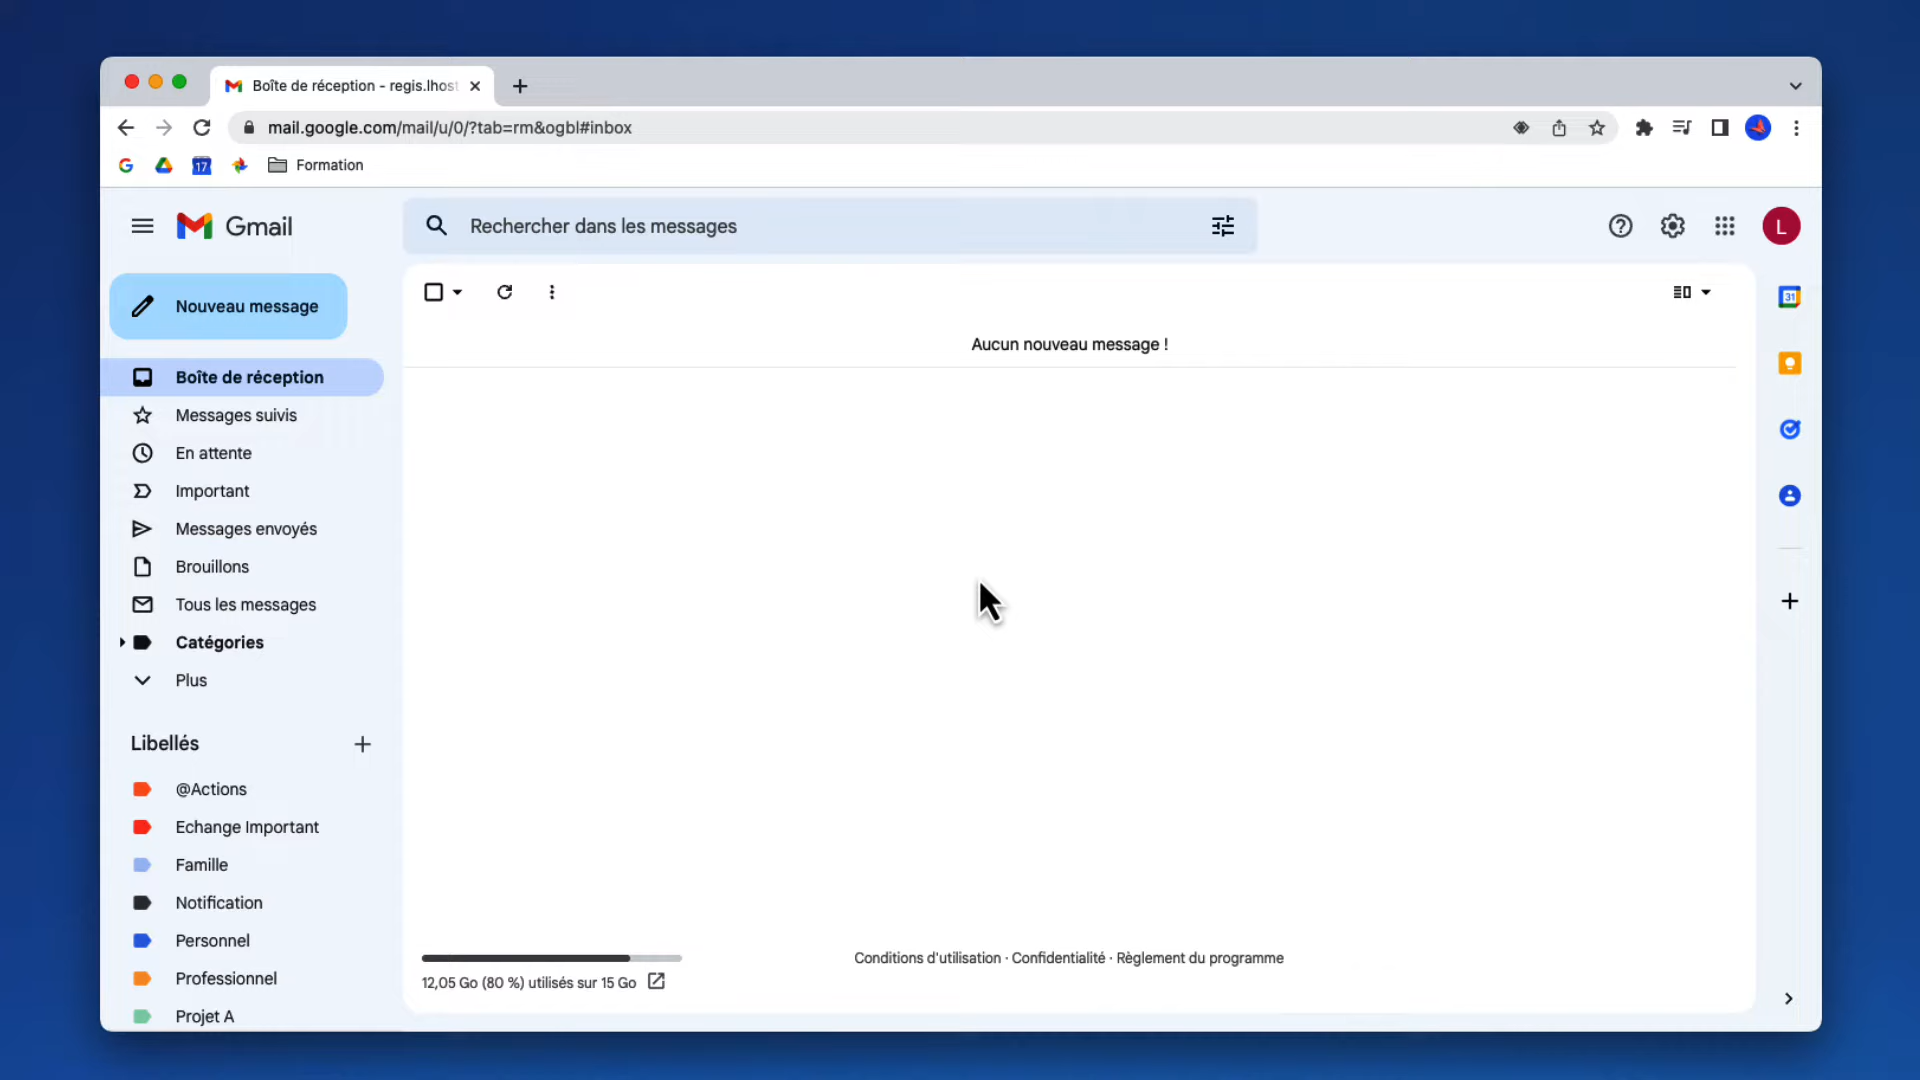 Boîte de réception - regis.lhost
mail.google.com/mail/u/0/?tab=rm&ogbl#inbox
17
Formation
Gmail
Rechercher dans les messages
L
Nouveau message
31
Aucun nouveau message !
Boîte de réception
Messages suivis
En attente
Important
Messages envoyés
Brouillons
Tous les messages
Catégories
Plus
Libellés
@Actions
Echange Important
Famille
Notification
Personnel
Professionnel
Projet A
Conditions d'utilisation · Confidentialité · Règlement du programme
12,05 Go (80 %) utilisés sur 15 Go